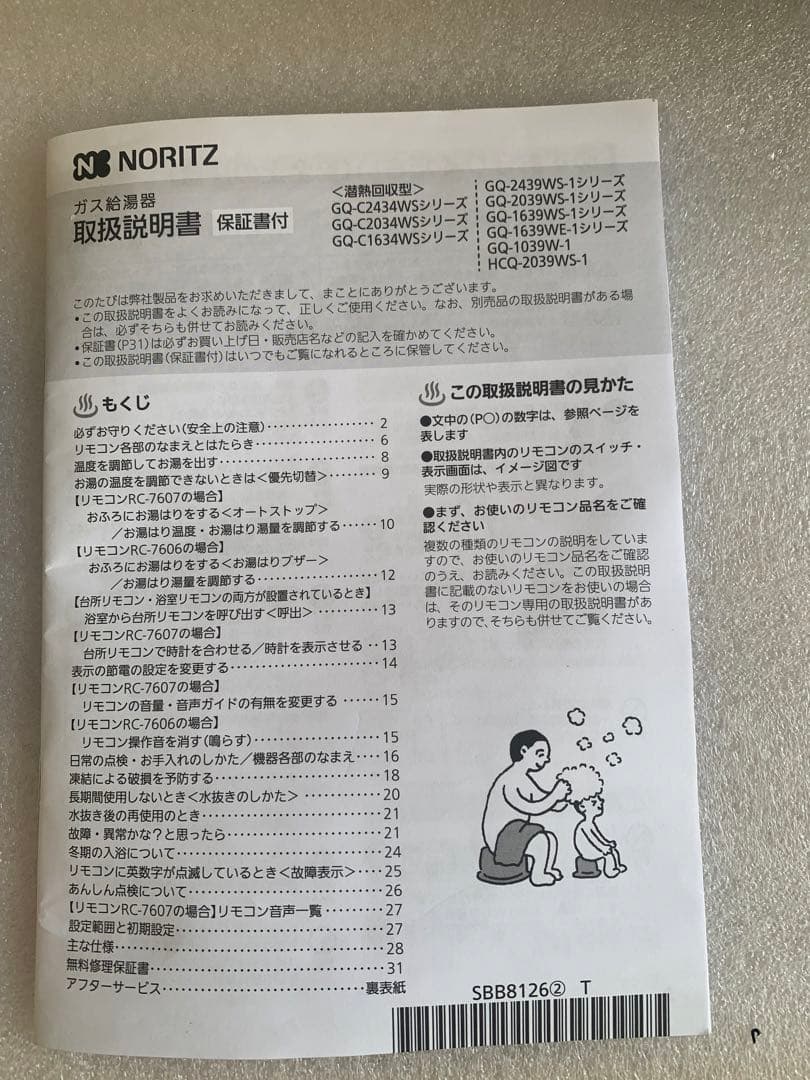 NORITZ
ガス給湯器
取扱説明書 保証書付
<潜熱回収型>
GQ-C2434WSシリーズ
GQ-C2034WSシリーズ
GQ-C1634WSシリーズ
GQ-2439WS-1シリーズ
GQ-2039WS-1シリーズ
GQ-1639WS-1シリーズ
GQ-1639WE-1シリーズ
GQ-1039W-1
HCQ-2039WS-1
このたびは弊社製品をお求めいただきまして、まことにありがとうございます。
•この取扱説明書をよくお読みになって、正しくご使用ください。なお、別売品の取扱説明書がある場
合は、必ずそちらも併せてお読みください。
•保証書(P31)は必ずお買い上げ日・販売店名などの記入を確かめてください。
•この取扱説明書(保証書付)はいつでもご覧になれるところに保管してください。
もくじ
必ずお守りください(安全上の注意)‥‥‥‥‥‥‥ 2
リモコン各部のなまえとはたらき‥‥‥‥‥‥‥‥ 6
温度を調節してお湯を出す‥‥‥‥‥‥‥‥‥‥‥ 8
お湯の温度を調節できないときは<優先切替>‥‥‥ 9
【リモコンRC-7607の場合】
おふろにお湯はりをする<オートストップ>
/お湯はり温度・お湯はり湯量を調節する‥‥‥10
【リモコンRC-7606の場合】
おふろにお湯はりをする<お湯はりブザー>
/お湯はり湯量を調節する‥‥‥‥‥‥‥‥‥12
【台所リモコン・浴室リモコンの両方が設置されているとき】
浴室から台所リモコンを呼び出す<呼出>‥‥‥‥13
【リモコンRC-7607の場合】
台所リモコンで時計を合わせる/時計を表示させる‥13
表示の節電の設定を変更する‥‥‥‥‥‥‥‥‥‥14
【リモコンRC-7607の場合】
リモコンの音量・音声ガイドの有無を変更する‥‥‥15
【リモコンRC-7606の場合】
リモコン操作音を消す(鳴らす)‥‥‥‥‥‥‥‥‥15
日常の点検・お手入れのしかた/機器各部のなまえ‥‥16
凍結による破損を予防する‥‥‥‥‥‥‥‥‥‥‥18
長期間使用しないとき<水抜きのしかた>‥‥‥‥‥20
水抜き後の再使用のとき‥‥‥‥‥‥‥‥‥‥‥‥21
故障・異常かな?と思ったら‥‥‥‥‥‥‥‥‥‥21
冬期の入浴について‥‥‥‥‥‥‥‥‥‥‥‥‥‥24
リモコンに英数字が点滅しているとき<故障表示>‥‥25
あんしん点検について‥‥‥‥‥‥‥‥‥‥‥‥‥26
【リモコンRC-7607の場合】リモコン音声一覧‥‥‥‥27
設定範囲と初期設定‥‥‥‥‥‥‥‥‥‥‥‥‥‥27
主な仕様‥‥‥‥‥‥‥‥‥‥‥‥‥‥‥‥‥‥28
無料修理保証書‥‥‥‥‥‥‥‥‥‥‥‥‥‥‥‥31
アフターサービス‥‥‥‥‥‥‥‥‥‥‥‥‥裏表紙
この取扱説明書の見かた
●文中の(P○)の数字は、参照ページを
表します
●取扱説明書内のリモコンのスイッチ・
表示画面は、イメージ図です
実際の形状や表示と異なります。
●まず、お使いのリモコン品名をご確
認ください
複数の種類のリモコンの説明をしていま
すので、お使いのリモコン品名をご確認
のうえ、お読みください。この取扱説明
書に記載のないリモコンをお使いの場合
は、そのリモコン専用の取扱説明書があ
りますので、そちらも併せてご覧ください。
SBB8126② T